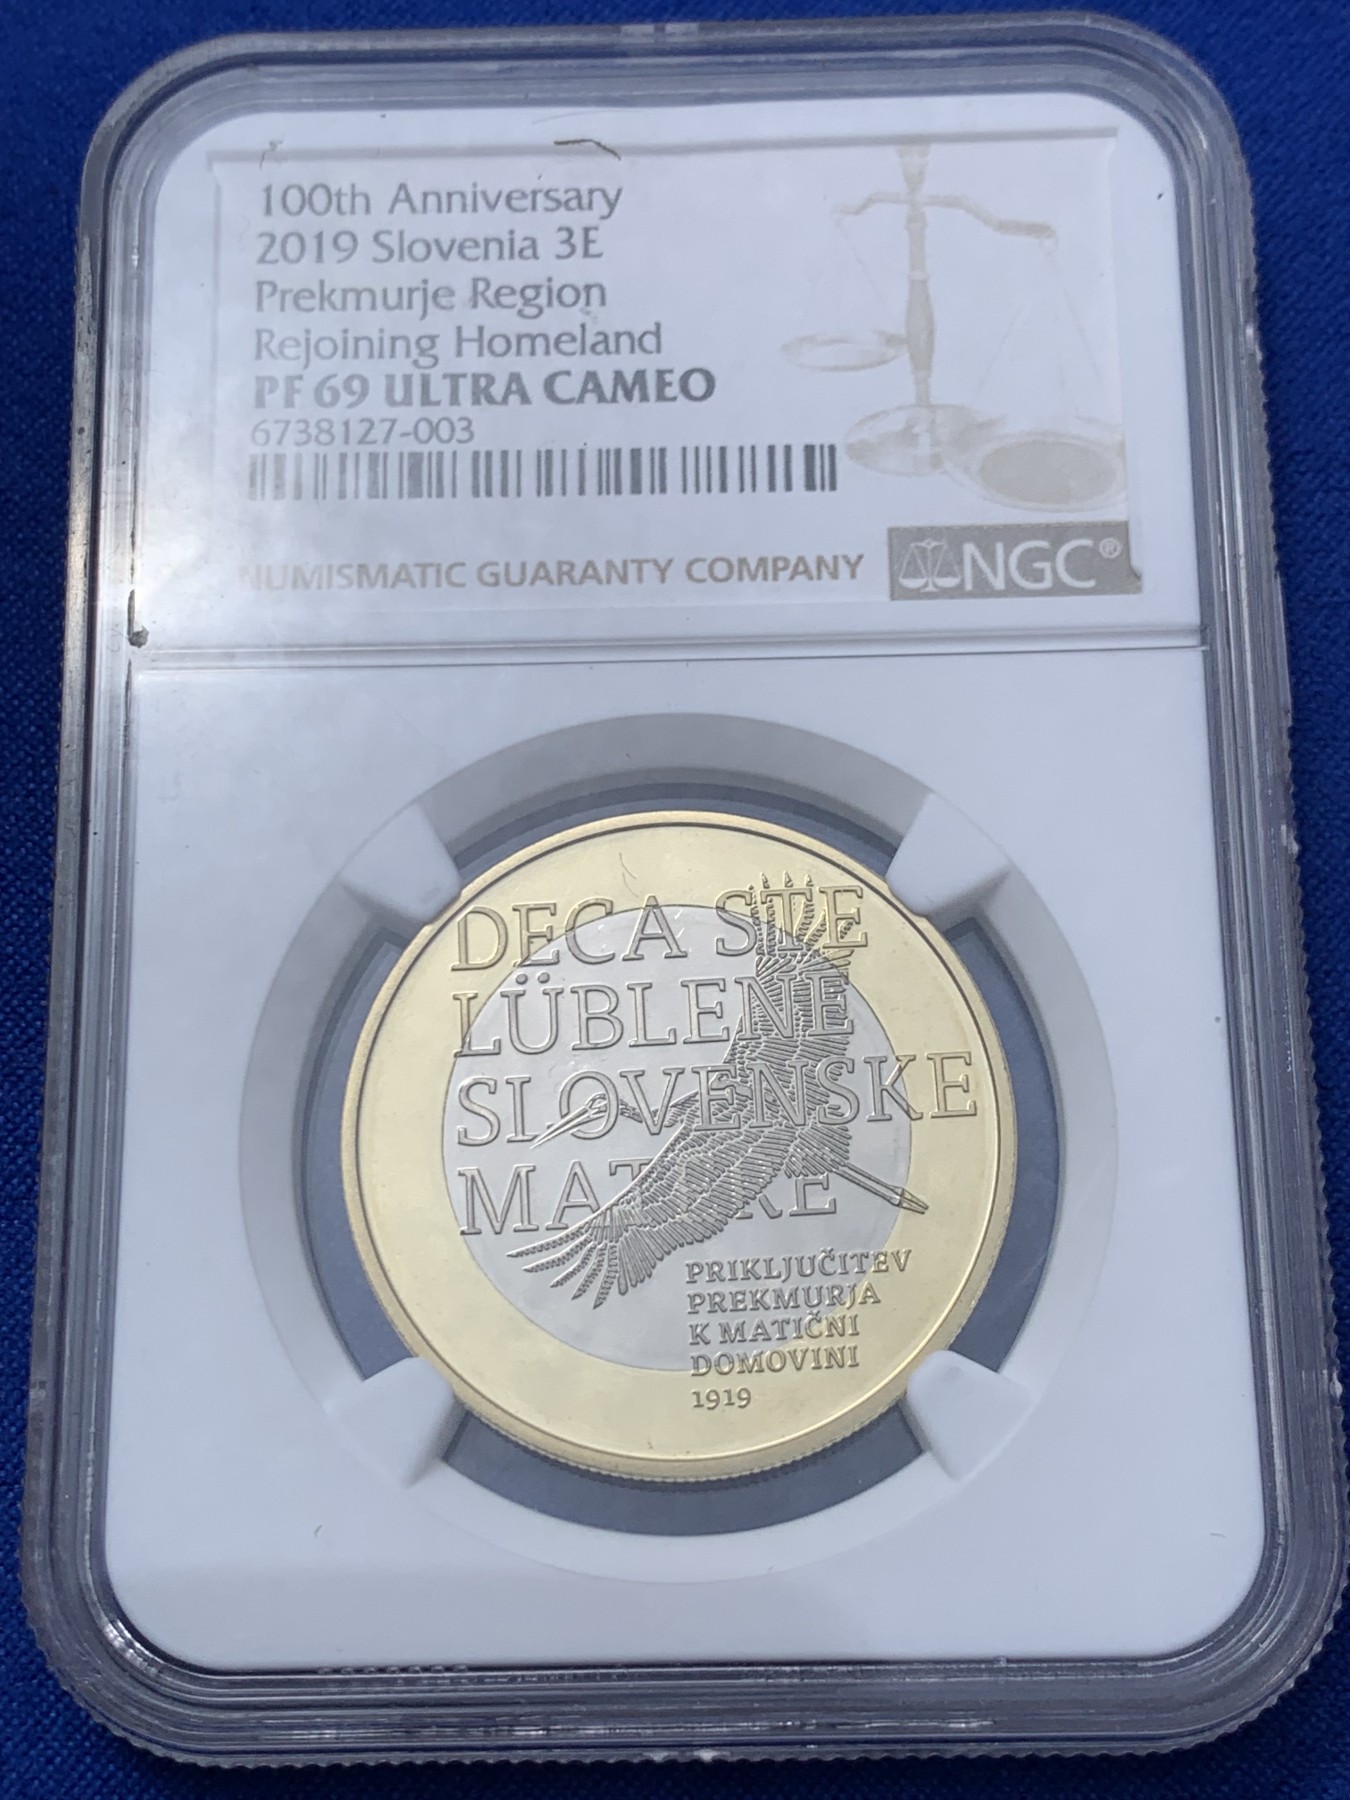 100th Anniversary
2019 Slovenia 3E
Prekmurje Region
Rejoining Homeland
PF 69 ULTRA CAMEO
6738127-003
NUMISMATIC GUARANTY COMPANY
NGC®
DECA STE
LÜBLENE
SLOVENSKE
MATERE
PRIKLJUČITEV
PREKMURJA
K MATIČNI
DOMOVINI
1919